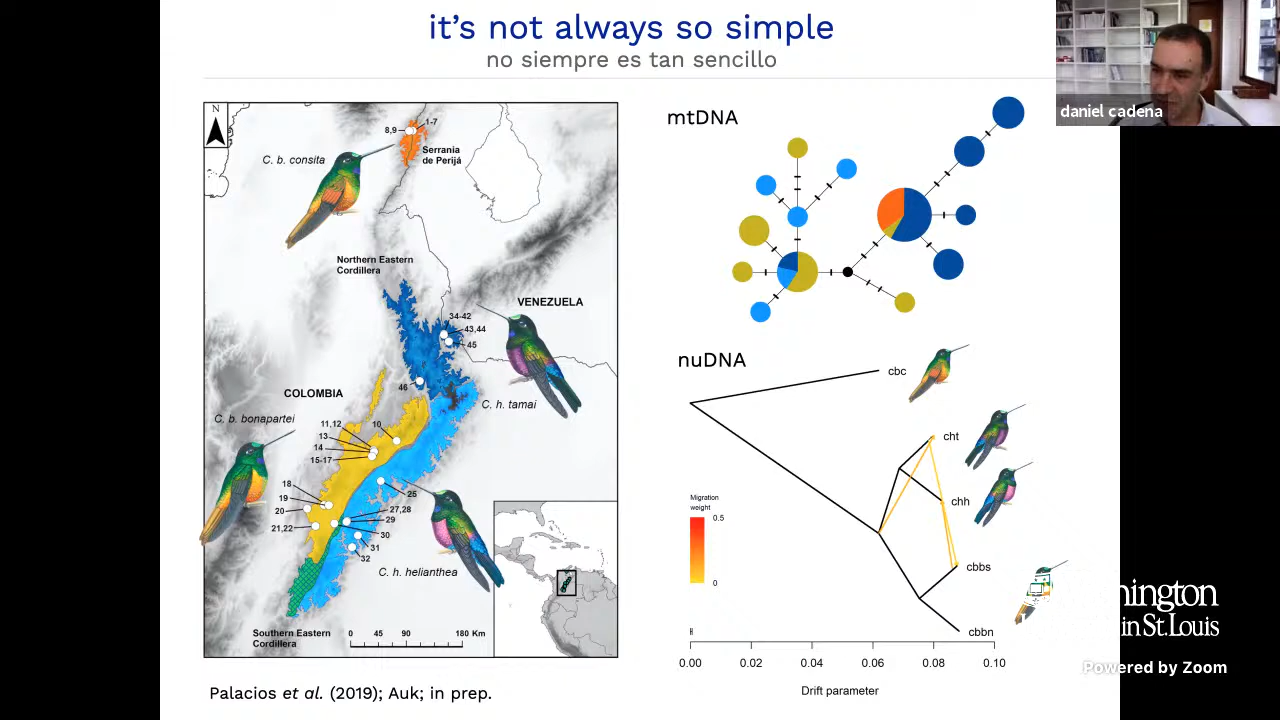 it's not always so simple
no siempre es tan sencillo
daniel cadena
N
8,9
1-7
Serrania
de Perijá
C. b. consita
Northern Eastern
Cordillera
VENEZUELA
34-42
43,44
45
46
C. h. tamai
COLOMBIA
C. b. bonapartei
11,12
10
13
14
15-17
18
19
20
21,22
25
27,28
29
30
31
32
C. h. helianthea
Southern Eastern
Cordillera
0 45 90 180 Km
Palacios et al. (2019); Auk; in prep.
mtDNA
nuDNA
cbc
cht
chh
cbbs
cbbn
Migration
weight
0.5
0
0.00 0.02 0.04 0.06 0.08 0.10
Drift parameter
in St. Louis
Powered by Zoom